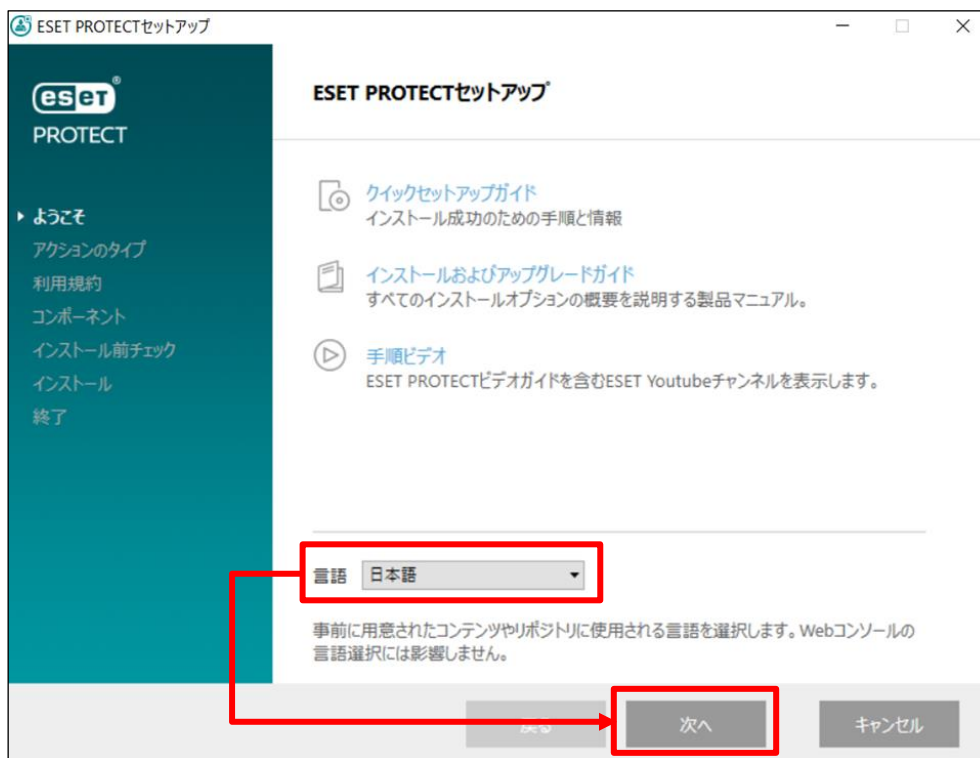 ESET PROTECTセットアップ
eseT®
PROTECT
ようこそ
アクションのタイプ
利用規約
コンポーネント
インストール前チェック
インストール
終了
ESET PROTECTセットアップ
クイックセットアップガイド
インストール成功のための手順と情報
インストールおよびアップグレードガイド
すべてのインストールオプションの概要を説明する製品マニュアル。
手順ビデオ
ESET PROTECTビデオガイドを含むESET Youtubeチャンネルを表示します。
言語 日本語
事前に用意されたコンテンツやリポジトリに使用される言語を選択します。Webコンソールの
言語選択には影響しません。
戻る 次へ キャンセル